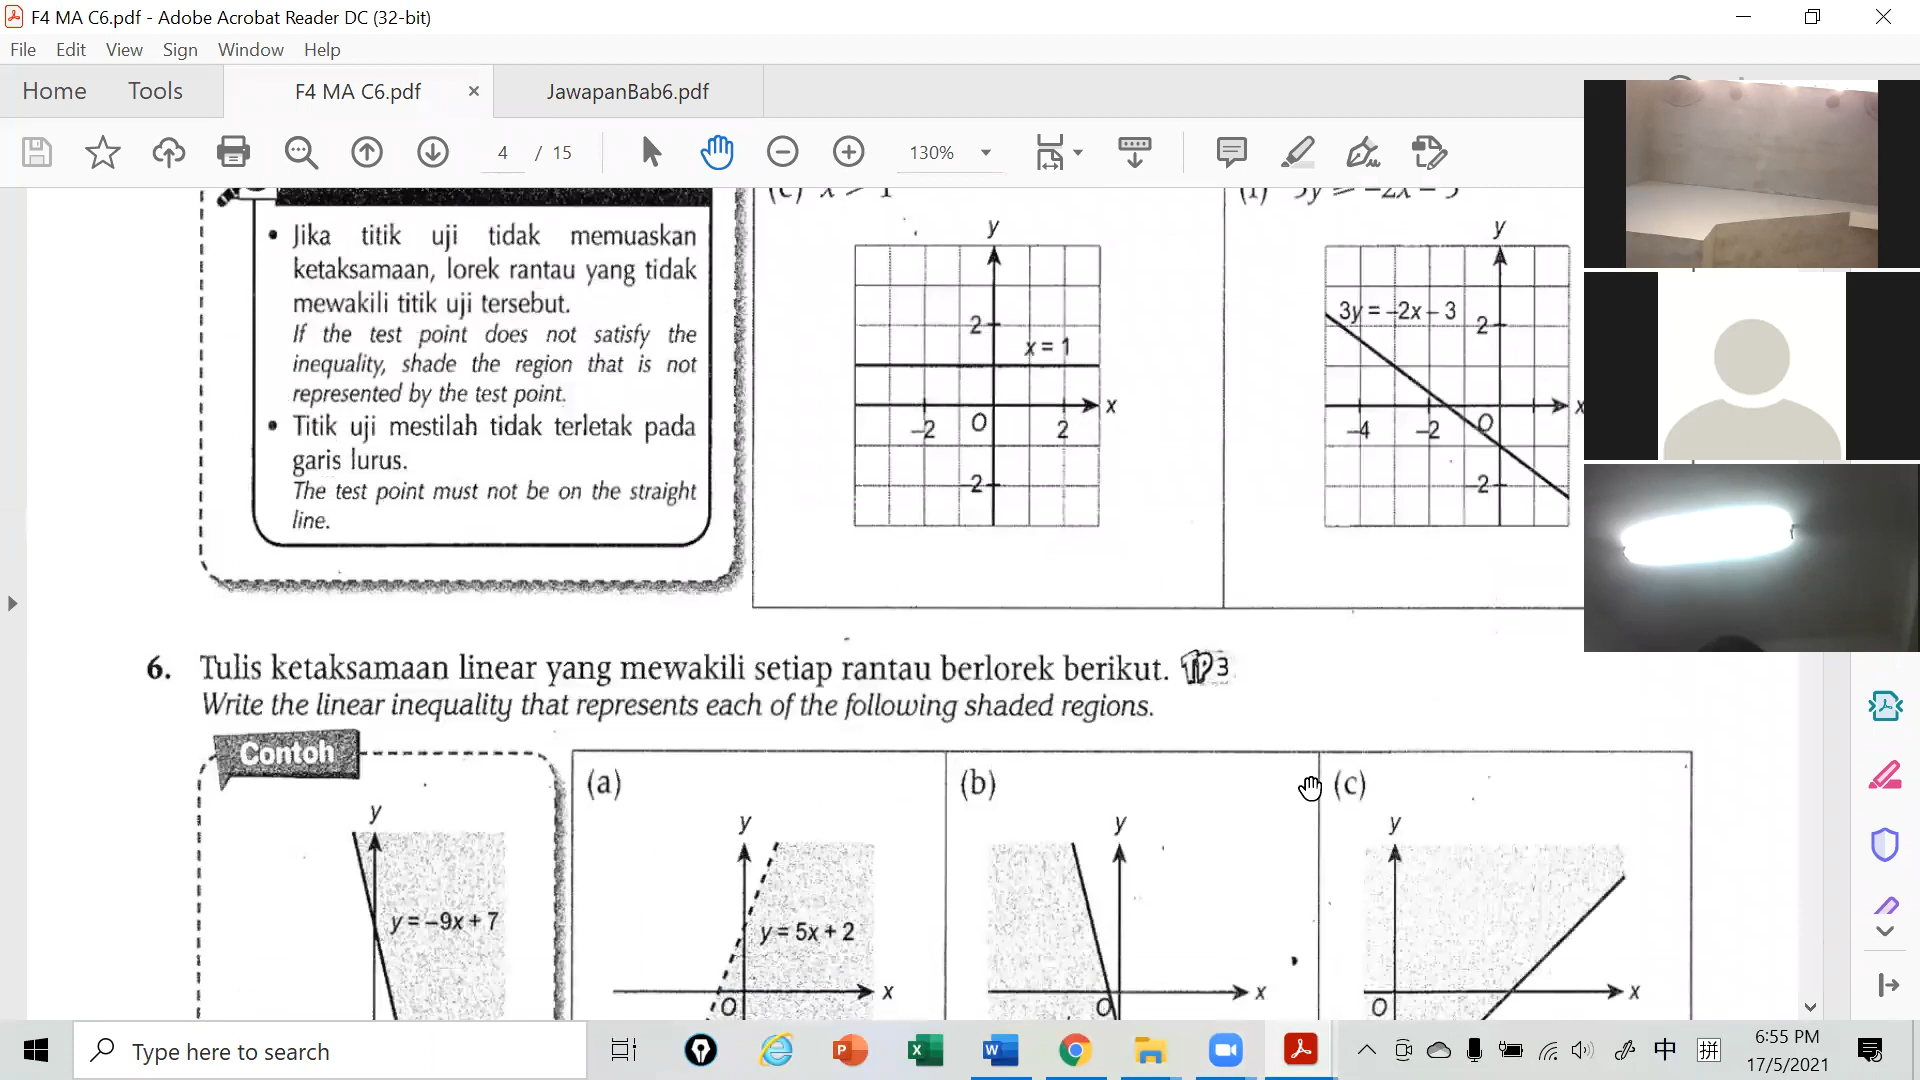 F4 MA C6.pdf - Adobe Acrobat Reader DC (32-bit)
File Edit View Sign Window Help
Home Tools F4 MA C6.pdf × JawapanBab6.pdf
4 / 15 130%
• Jika titik uji tidak memuaskan
ketaksamaan, lorek rantau yang tidak
mewakili titik uji tersebut.
If the test point does not satisfy the
inequality, shade the region that is not
represented by the test point.
• Titik uji mestilah tidak terletak pada
garis lurus.
The test point must not be on the straight
line.
y
2
x = 1
x
-2 O 2
-2
y
3y = -2x - 3 2
x
-4 -2 O
-2
6. Tulis ketaksamaan linear yang mewakili setiap rantau berlorek berikut. TP3
Write the linear inequality that represents each of the following shaded regions.
Contoh
y
y = -9x + 7
(a)
y
y = 5x + 2
O x
(b)
y
O x
(c)
y
O x
Type here to search
中 拼
6:55 PM
17/5/2021